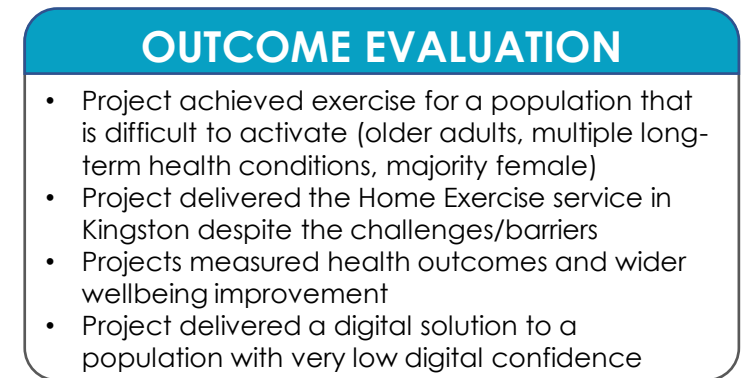 OUTCOME EVALUATION
• Project achieved exercise for a population that
is difficult to activate (older adults, multiple long-
term health conditions, majority female)
• Project delivered the Home Exercise service in
Kingston despite the challenges/barriers
• Projects measured health outcomes and wider
wellbeing improvement
• Project delivered a digital solution to a
population with very low digital confidence